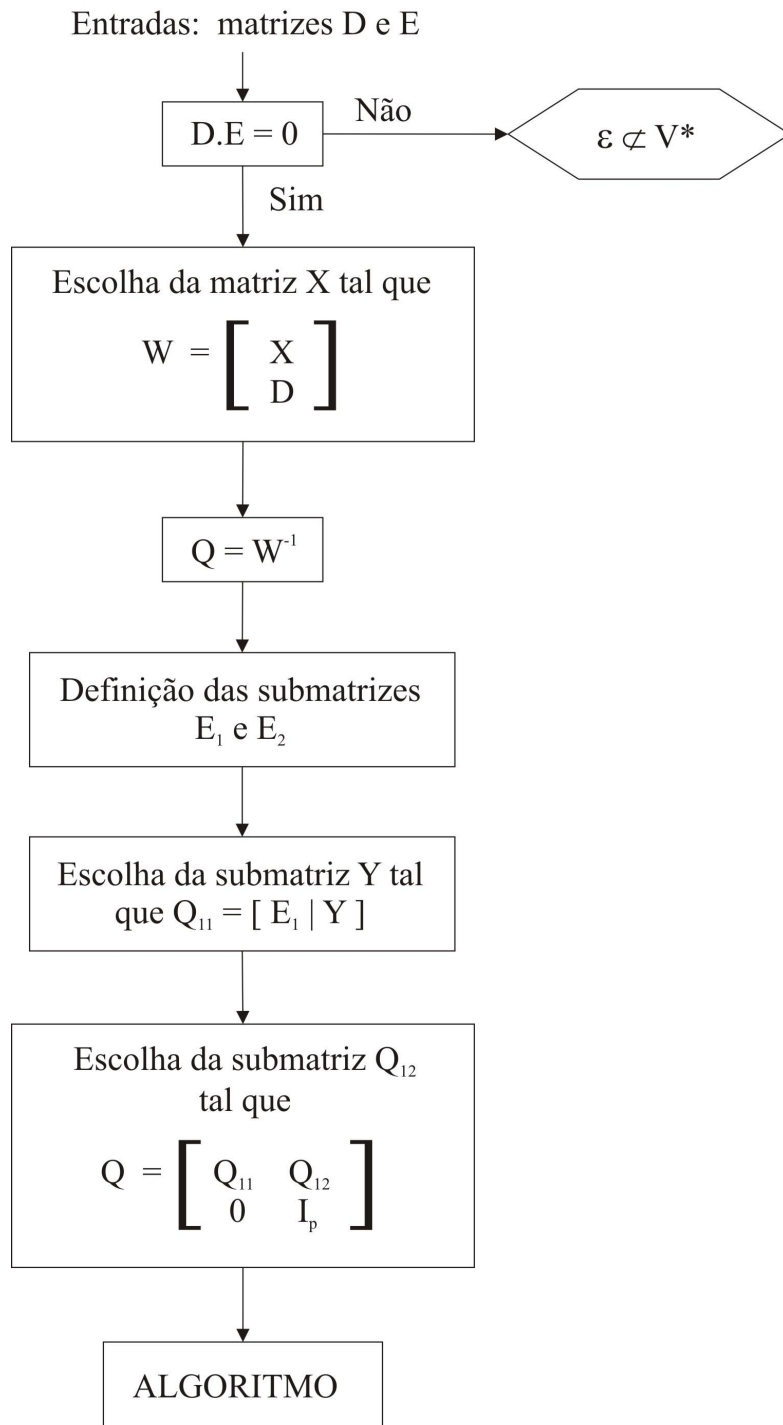 Entradas: matrizes D e E
D.E = 0
Não
ε ⊄ V*
Sim
Escolha da matriz X tal que
W = [ X
D ]
Q = W⁻¹
Definição das submatrizes
E₁ e E₂
Escolha da submatriz Y tal
que Q₁₁ = [ E₁ | Y ]
Escolha da submatriz Q₁₂
tal que
Q = [ Q₁₁ Q₁₂
0 Iₚ ]
ALGORITMO